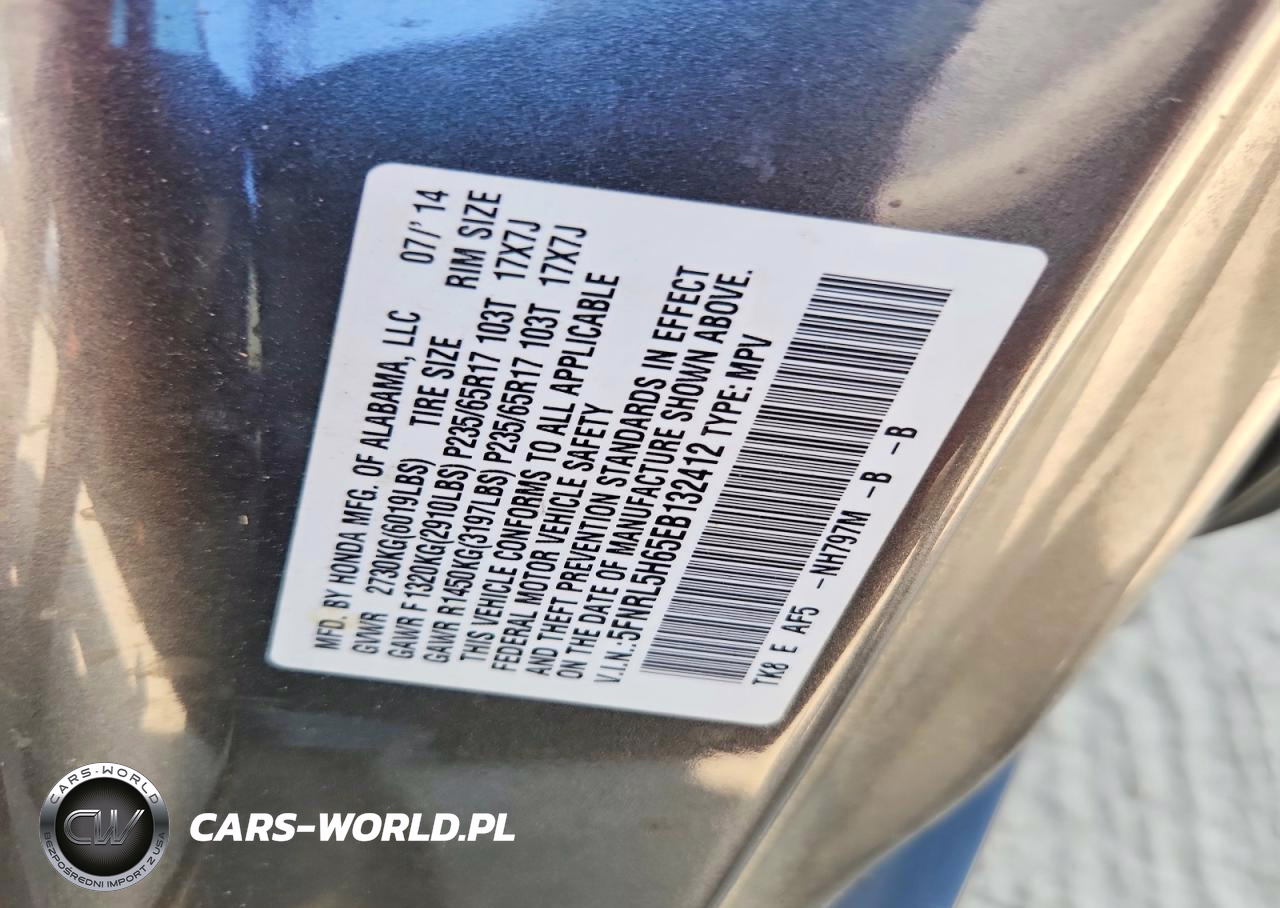 MFD. BY HONDA MFG. OF ALABAMA, LLC 07/' 14
GVWR 2730KG(6019LBS) TIRE SIZE RIM SIZE
GAWR F1320KG(2910LBS) P235/65R17 103T 17X7J
GAWR R1450KG(3197LBS) P235/65R17 103T 17X7J
THIS VEHICLE CONFORMS TO ALL APPLICABLE
FEDERAL MOTOR VEHICLE SAFETY
AND THEFT PREVENTION STANDARDS IN EFFECT
ON THE DATE OF MANUFACTURE SHOWN ABOVE.
V.I.N.:5FNRL5H65EB132412 TYPE: MPV
TK8 E AF5 -NH797M -B -B
CARS-WORLD
CW
BEZPOŚREDNI IMPORT Z USA
CARS-WORLD.PL